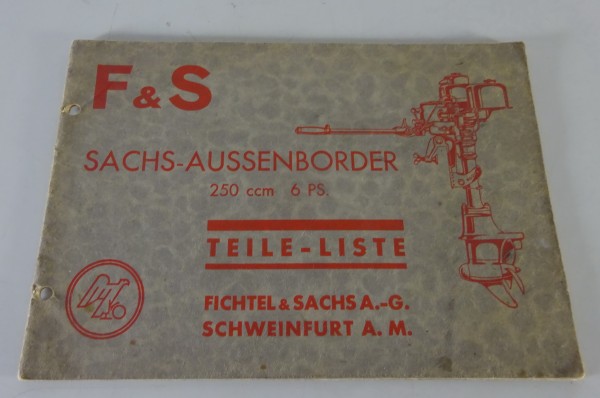 F & S
SACHS-AUSSENBORDER
250 ccm 6 PS.
TEILE-LISTE
FICHTEL & SACHS A.-G.
SCHWEINFURT A. M.